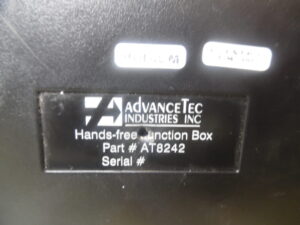 ADVANCETEC
INDUSTRIES INC
Hands-free Junction Box
Part # AT8242
Serial #